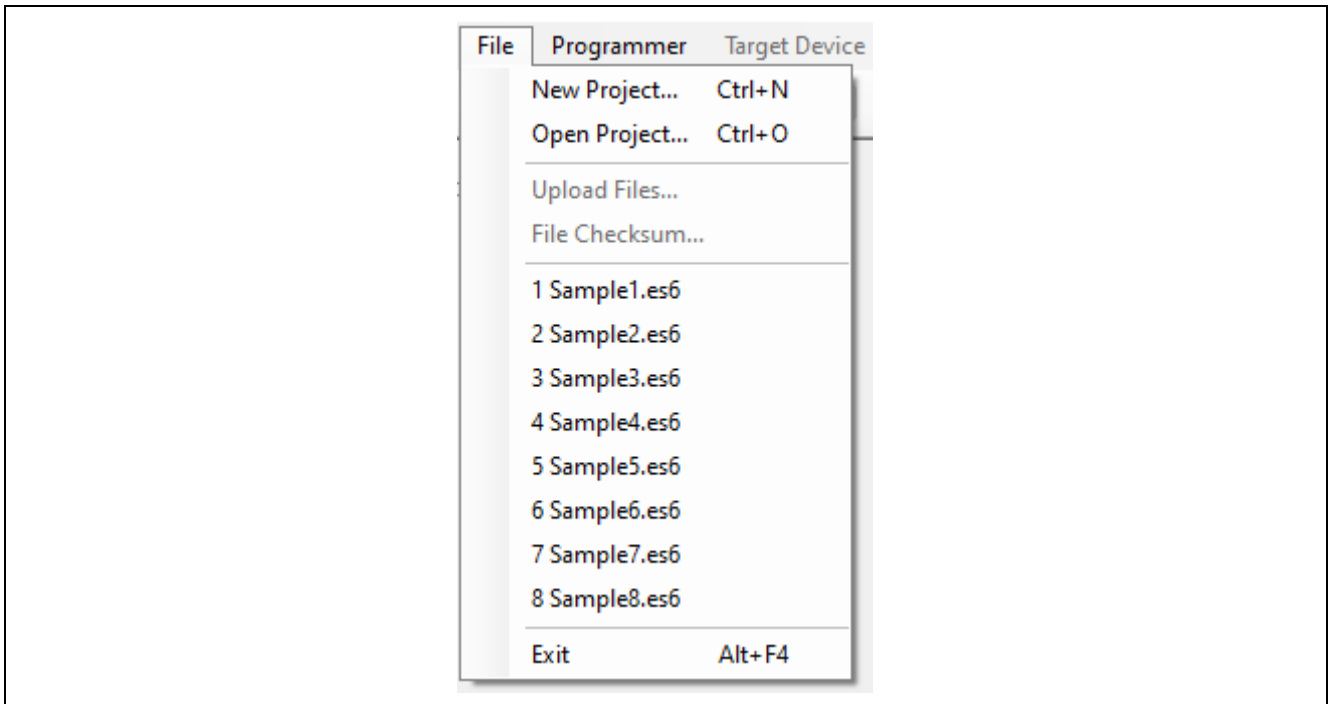 File Programmer Target Device
New Project... Ctrl+N
Open Project... Ctrl+O
Upload Files...
File Checksum...
1 Sample1.es6
2 Sample2.es6
3 Sample3.es6
4 Sample4.es6
5 Sample5.es6
6 Sample6.es6
7 Sample7.es6
8 Sample8.es6
Exit Alt+F4